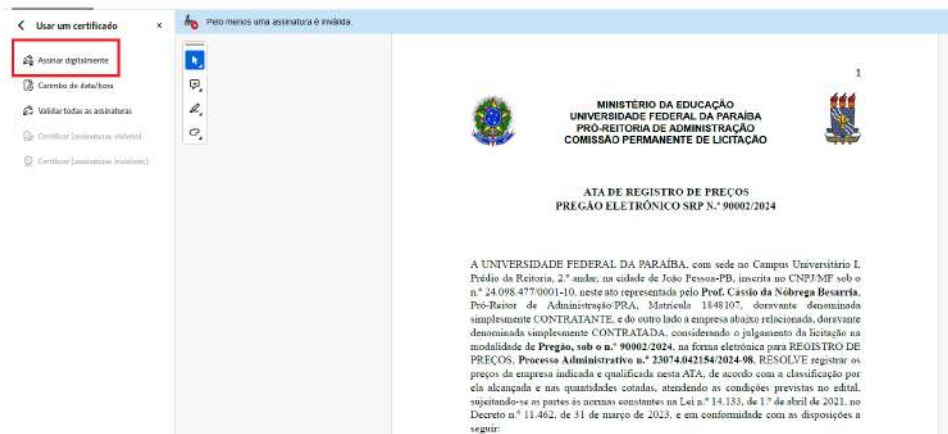 Usar um certificado
×
Assinar digitalmente
Carimbo de data/hora
Validar todas as assinaturas
Certificar (assinaturas visíveis)
Certificar (assinaturas invisíveis)
Pelo menos uma assinatura é inválida.
1
MINISTÉRIO DA EDUCAÇÃO
UNIVERSIDADE FEDERAL DA PARAÍBA
PRÓ-REITORIA DE ADMINISTRAÇÃO
COMISSÃO PERMANENTE DE LICITAÇÃO
ATA DE REGISTRO DE PREÇOS
PREGÃO ELETRÔNICO SRP N.º 90002/2024
A UNIVERSIDADE FEDERAL DA PARAÍBA, com sede no Campus Universitário I,
Prédio da Reitoria, 2.º andar, na cidade de João Pessoa-PB, inscrita no CNPJ/MF sob o
n.º 24.098.477/0001-10, neste ato representada pelo Prof. Cássio da Nóbrega Besarria,
Pró-Reitor de Administração/PRA, Matrícula 1848107, doravante denominada
simplesmente CONTRATANTE, e do outro lado a empresa abaixo relacionada, doravante
denominada simplesmente CONTRATADA, considerando o julgamento da licitação na
modalidade de Pregão, sob o n.º 90002/2024, na forma eletrônica para REGISTRO DE
PREÇOS, Processo Administrativo n.º 23074.042154/2024-98, RESOLVE registrar os
preços da empresa indicada e qualificada nesta ATA, de acordo com a classificação por
ela alcançada e nas quantidades cotadas, atendendo as condições previstas no edital,
sujeitando-se as partes às normas constantes na Lei n.º 14.133, de 1.º de abril de 2021, no
Decreto n.º 11.462, de 31 de março de 2023, e em conformidade com as disposições a
seguir: